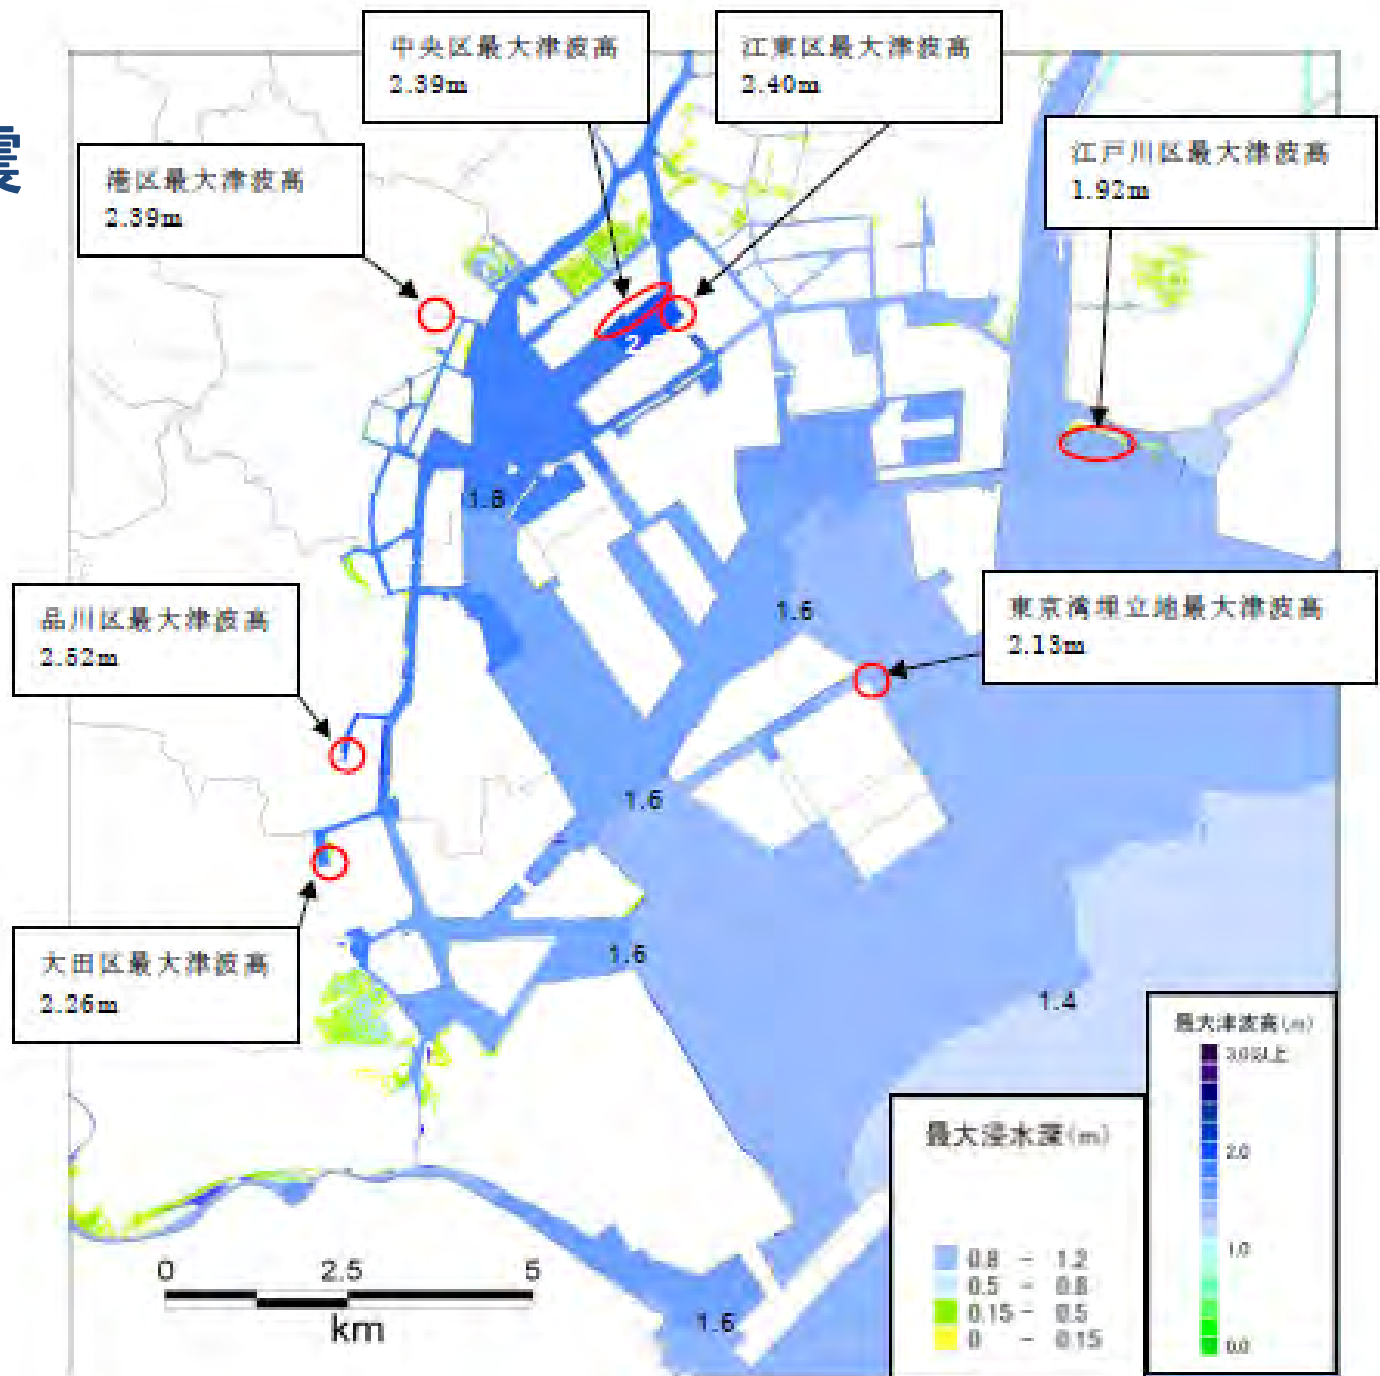 中央区最大津波高
2.39m
江東区最大津波高
2.40m
震
港区最大津波高
2.39m
江戸川区最大津波高
1.92m
2
1.8
品川区最大津波高
2.52m
1.6
東京湾埋立地最大津波高
2.13m
1.6
大田区最大津波高
2.26m
1.6
1.4
最大津波高(m)
3.0以上
2.0
1.0
0.0
最大浸水深(m)
0.8 - 1.2
0.5 - 0.8
0.15 - 0.5
0 - 0.15
0 2.5 5
km
1.6